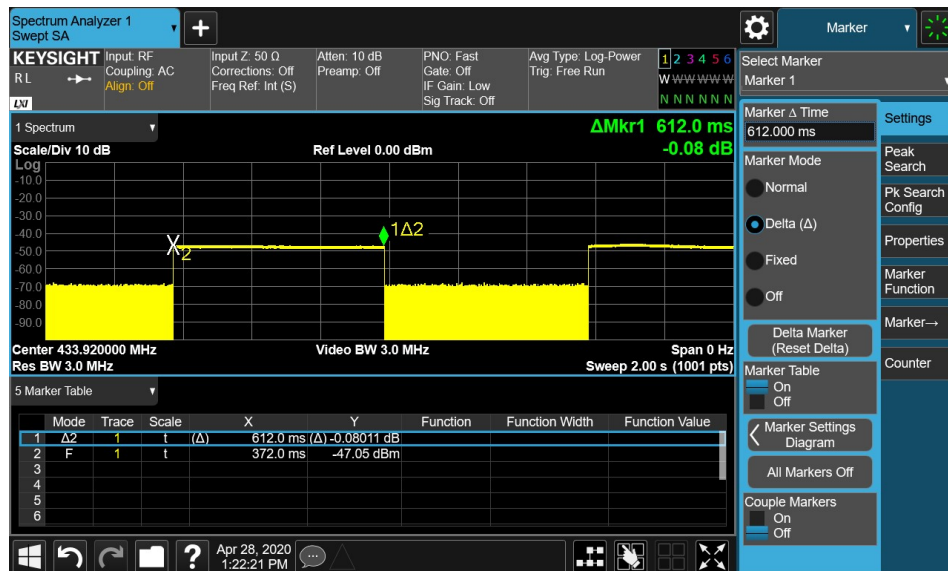 Spectrum Analyzer 1
Swept SA
Marker
KEYSIGHT
R L
LXI
Input: RF
Coupling: AC
Align: Off
Input Z: 50 Ω
Corrections: Off
Freq Ref: Int (S)
Atten: 10 dB
Preamp: Off
PNO: Fast
Gate: Off
IF Gain: Low
Sig Track: Off
Avg Type: Log-Power
Trig: Free Run
1 2 3 4 5 6
W W W W W W
N N N N N N
Select Marker
Marker 1
1 Spectrum
ΔMkr1 612.0 ms
-0.08 dB
Scale/Div 10 dB
Ref Level 0.00 dBm
Log
-10.0
-20.0
-30.0
-40.0
-50.0
-60.0
-70.0
-80.0
-90.0
X
2
1Δ2
Center 433.920000 MHz
Video BW 3.0 MHz
Span 0 Hz
Res BW 3.0 MHz
Sweep 2.00 s (1001 pts)
5 Marker Table
Mode Trace Scale X Y Function Function Width Function Value
1 Δ2 1 t (Δ) 612.0 ms (Δ) -0.08011 dB
2 F 1 t 372.0 ms -47.05 dBm
3
4
5
6
Marker Δ Time
612.000 ms
Marker Mode
Normal
Delta (Δ)
Fixed
Off
Delta Marker
(Reset Delta)
Marker Table
On
Off
Marker Settings
Diagram
All Markers Off
Couple Markers
On
Off
Settings
Peak
Search
Pk Search
Config
Properties
Marker
Function
Marker→
Counter
?
Apr 28, 2020
1:22:21 PM